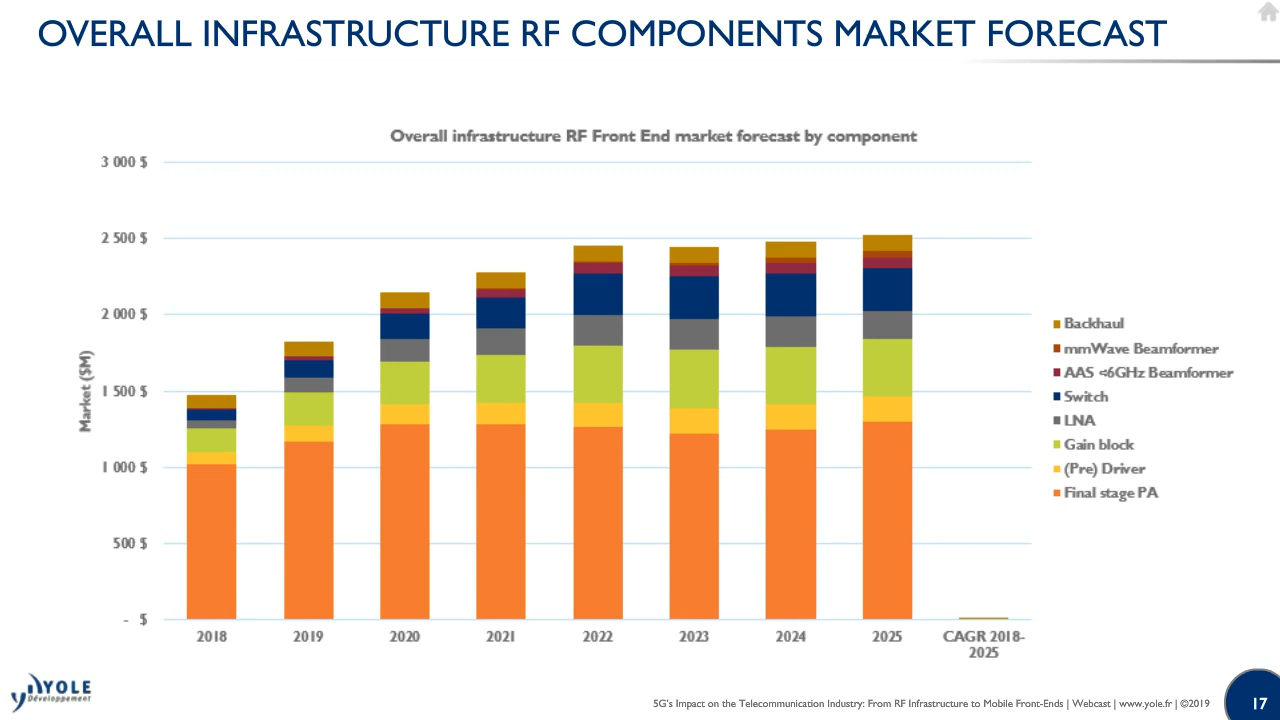 OVERALL INFRASTRUCTURE RF COMPONENTS MARKET FORECAST
Overall infrastructure RF Front End market forecast by component
3 000 $
2 500 $
2 000 $
1 500 $
1 000 $
500 $
- $
Market ($M)
2018
2019
2020
2021
2022
2023
2024
2025
CAGR 2018-
2025
Backhaul
mmWave Beamformer
AAS <6GHz Beamformer
Switch
LNA
Gain block
(Pre) Driver
Final stage PA
YOLE
Développement
5G's Impact on the Telecommunication Industry: From RF Infrastructure to Mobile Front-Ends | Webcast | www.yole.fr | ©2019
17